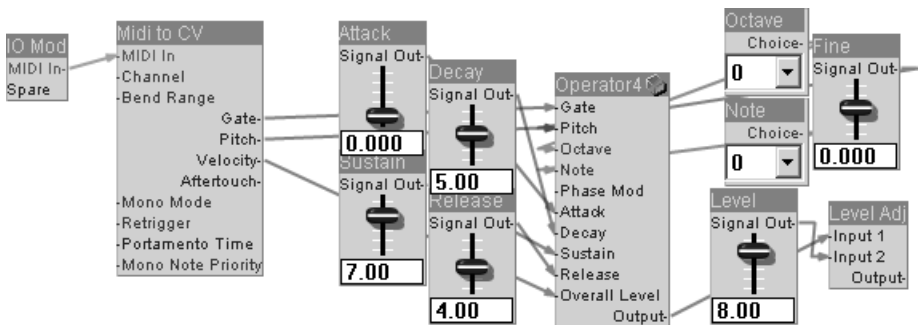 IO Mod
MIDI In-
Spare
Midi to CV
-MIDI In
-Channel
-Bend Range
Gate-
Pitch-
Velocity-
Aftertouch-
-Mono Mode
-Retrigger
-Portamento Time
-Mono Note Priority
Attack
Signal Out-
0.000
Sustain
Signal Out-
7.00
Decay
Signal Out-
5.00
Release
Signal Out-
4.00
Operator4
-Gate
-Pitch
-Octave
-Note
-Phase Mod
-Attack
-Decay
-Sustain
-Release
-Overall Level
Output-
Octave
Choice-
0
Note
Choice-
0
Fine
Signal Out-
0.000
Level
Signal Out-
8.00
Level Adj
-Input 1
-Input 2
Output-